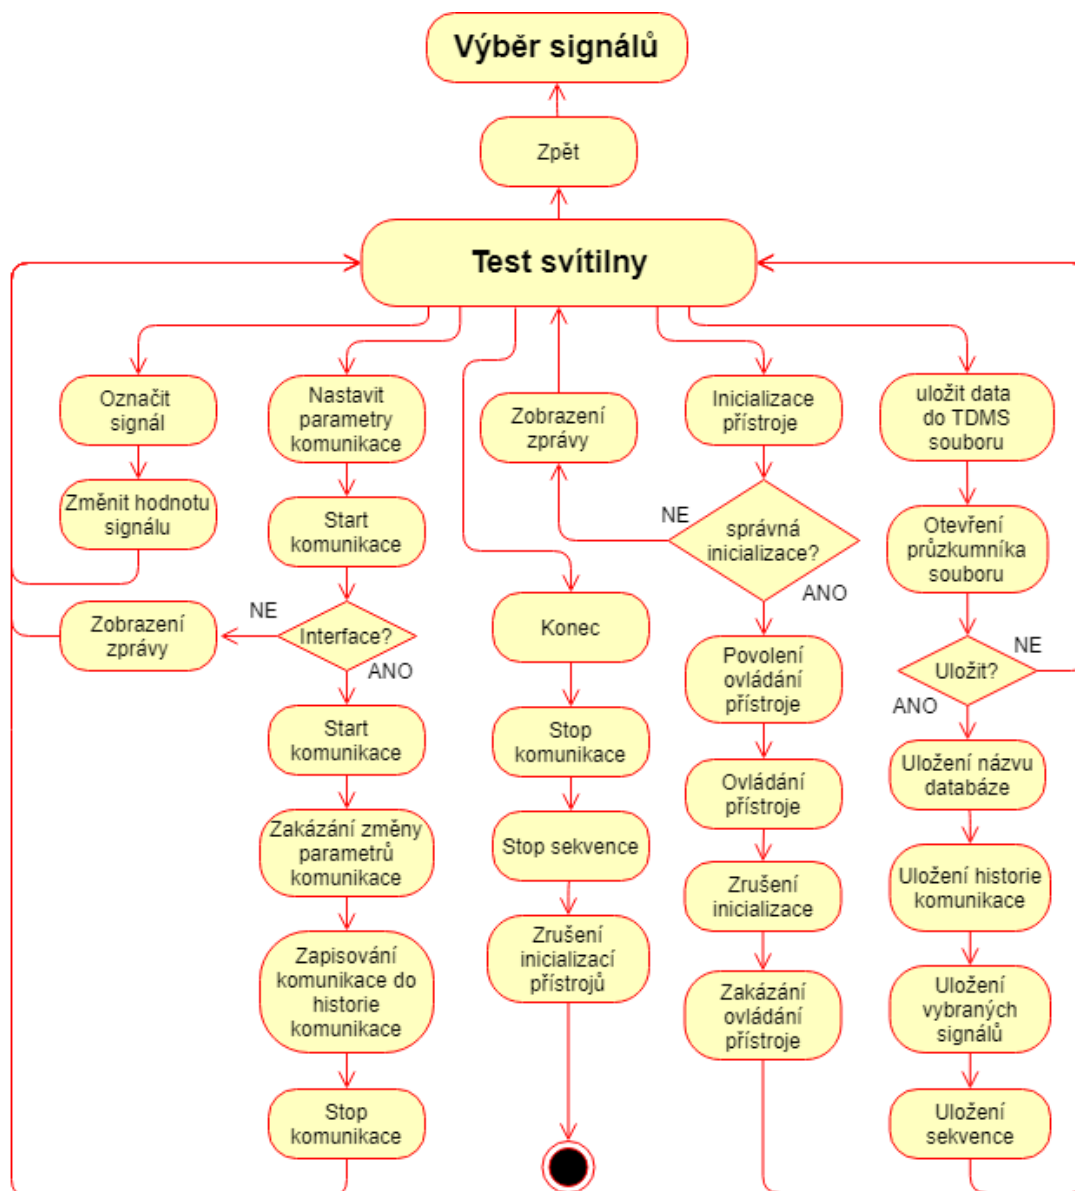 Výběr signálů
Zpět
Test svítilny
Označit
signál
Změnit hodnotu
signálu
Nastavit
parametry
komunikace
Start
komunikace
Interface?
NE
Zobrazení
zprávy
ANO
Start
komunikace
Zakázání změny
parametrů
komunikace
Zapisování
komunikace do
historie
komunikace
Stop
komunikace
Konec
Stop
komunikace
Stop sekvence
Zrušení
inicializací
přístrojů
Zobrazení
zprávy
Inicializace
přístroje
NE
správná
inicializace?
ANO
Povolení
ovládání
přístroje
Ovládání
přístroje
Zrušení
inicializace
Zakázání
ovládání
přístroje
uložit data
do TDMS
souboru
Otevření
průzkumníka
souboru
NE
Uložit?
ANO
Uložení názvu
databáze
Uložení historie
komunikace
Uložení
vybraných
signálů
Uložení
sekvence